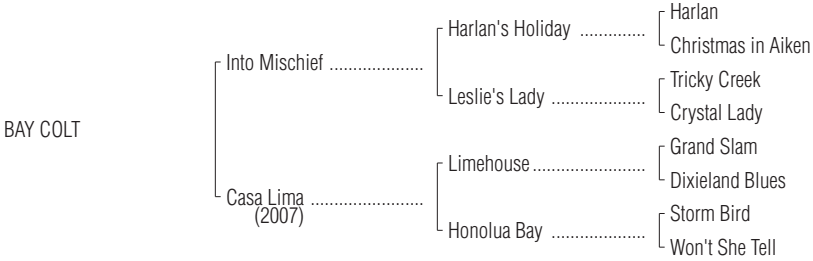 Harlan
Harlan's Holiday ..............
Christmas in Aiken
Into Mischief ....................
Tricky Creek
Leslie's Lady ....................
Crystal Lady
BAY COLT
Grand Slam
Limehouse........................
Dixieland Blues
Casa Lima ........................
(2007)
Storm Bird
Honolua Bay ....................
Won't She Tell